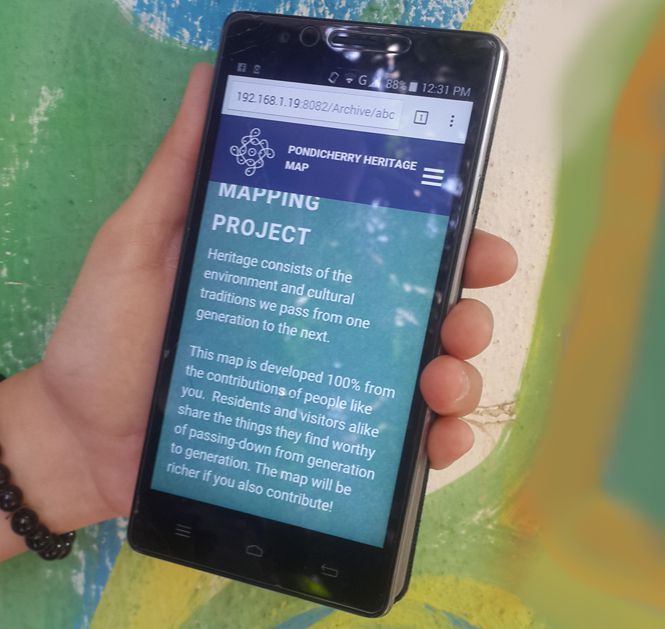 G 88% 12:31 PM
192.168.1.19:8082/Archive/abc
1
PONDICHERRY HERITAGE
MAP
MAPPING
PROJECT
Heritage consists of the
environment and cultural
traditions we pass from one
generation to the next.
This map is developed 100% from
the contributions of people like
you. Residents and visitors alike
share the things they find worthy
of passing-down from generation
to generation. The map will be
richer if you also contribute!